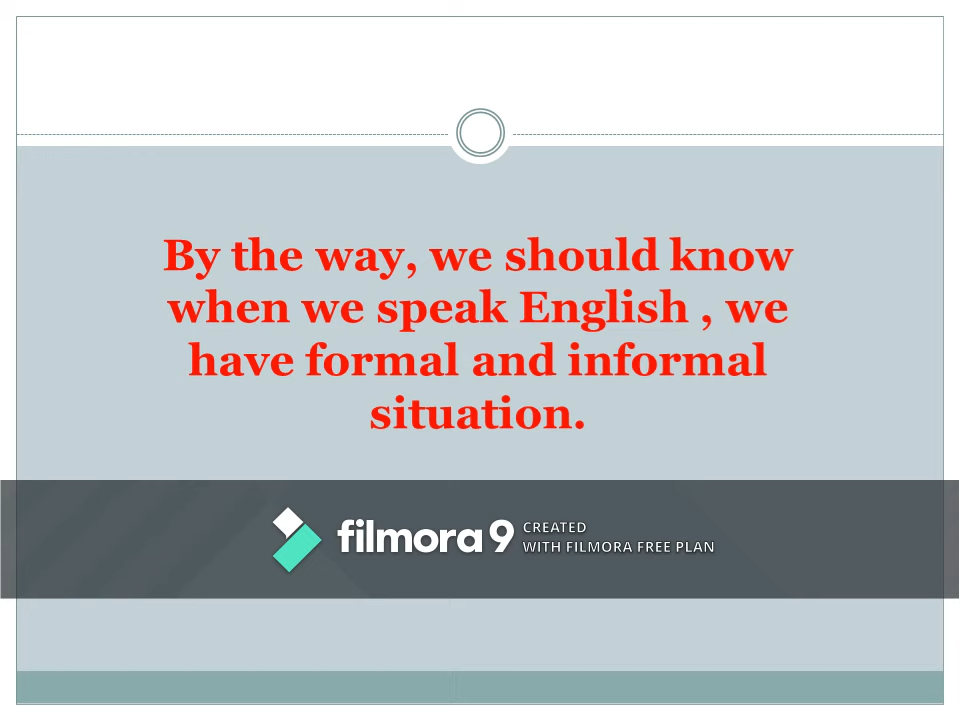 By the way, we should know
when we speak English , we
have formal and informal
situation.
filmora 9 CREATED
WITH FILMORA FREE PLAN